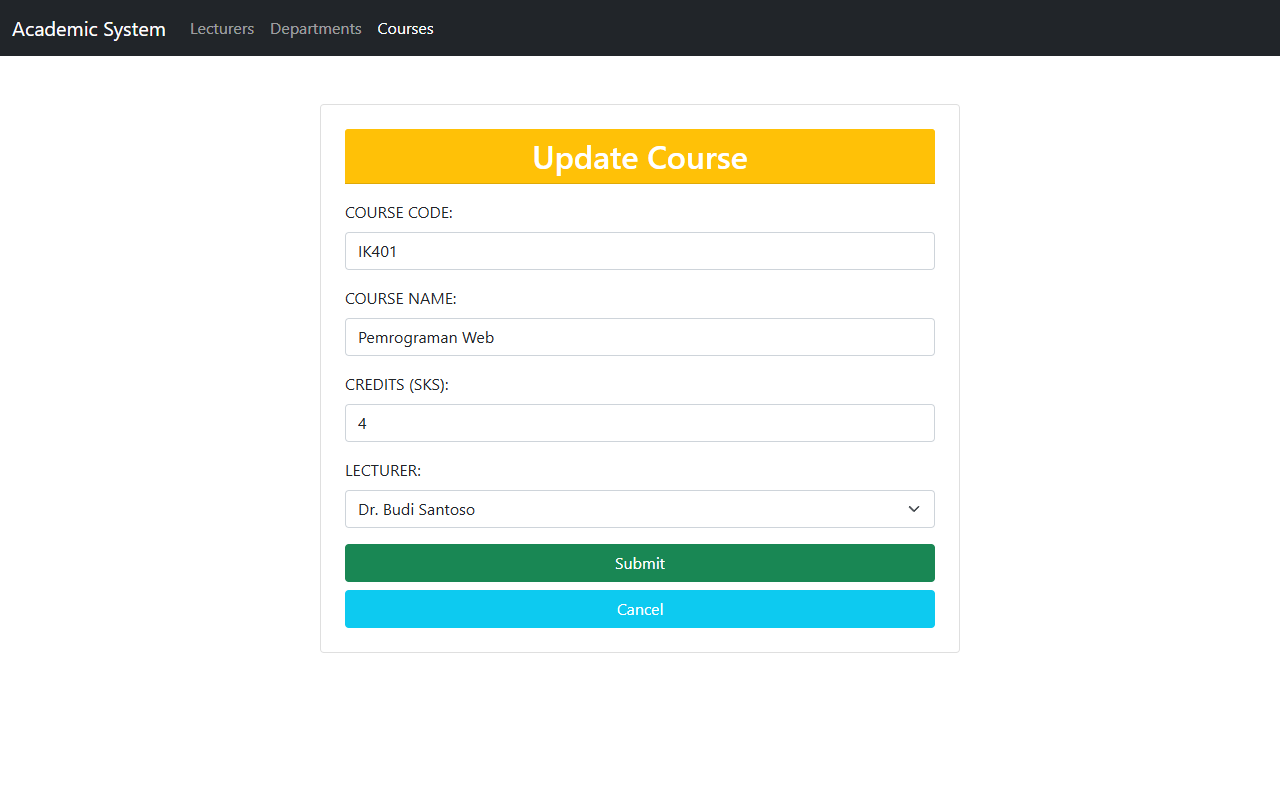 Academic System Lecturers Departments Courses
Update Course
COURSE CODE:
IK401
COURSE NAME:
Pemrograman Web
CREDITS (SKS):
4
LECTURER:
Dr. Budi Santoso
Submit
Cancel